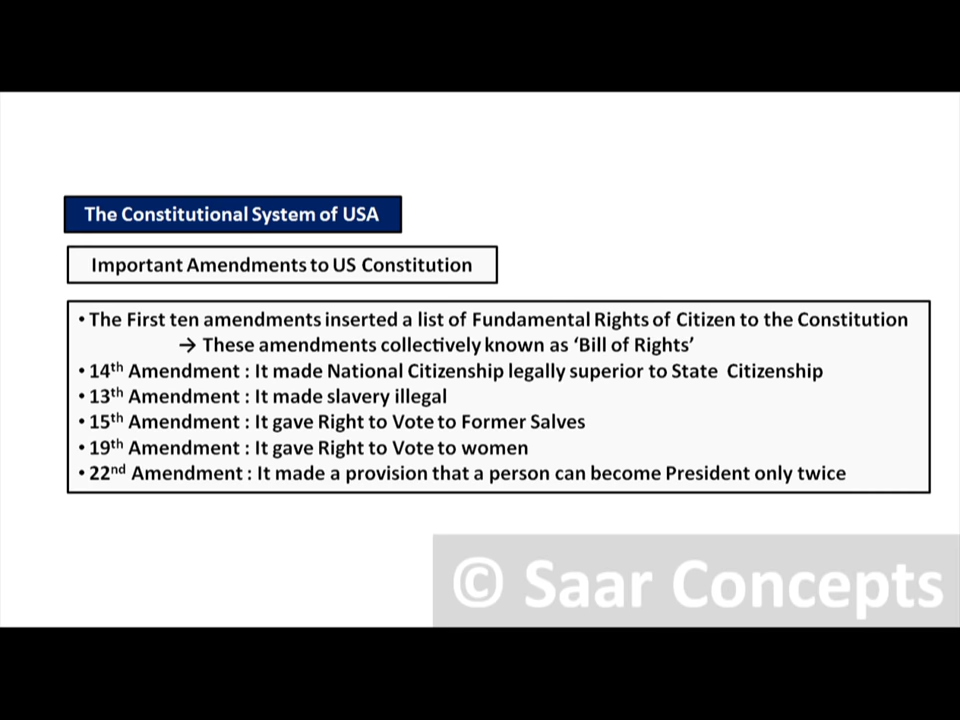 The Constitutional System of USA
Important Amendments to US Constitution
• The First ten amendments inserted a list of Fundamental Rights of Citizen to the Constitution
→ These amendments collectively known as ‘Bill of Rights’
• 14th Amendment : It made National Citizenship legally superior to State Citizenship
• 13th Amendment : It made slavery illegal
• 15th Amendment : It gave Right to Vote to Former Salves
• 19th Amendment : It gave Right to Vote to women
• 22nd Amendment : It made a provision that a person can become President only twice
© Saar Concepts